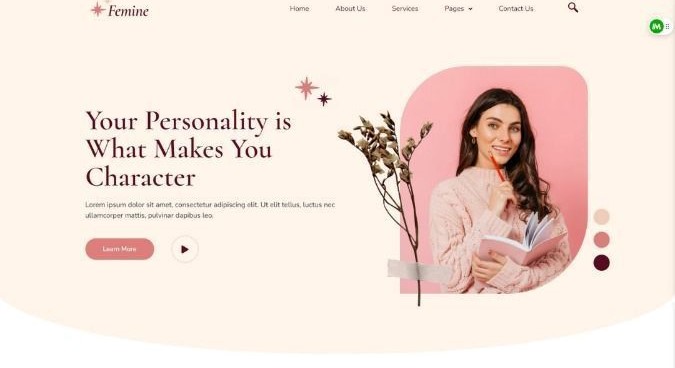 Femine
Home About Us Services Pages Contact Us
Your Personality is
What Makes You
Character
Lorem ipsum dolor sit amet, consectetur adipiscing elit. Ut elit tellus, luctus nec
ullamcorper mattis, pulvinar dapibus leo.
Learn More